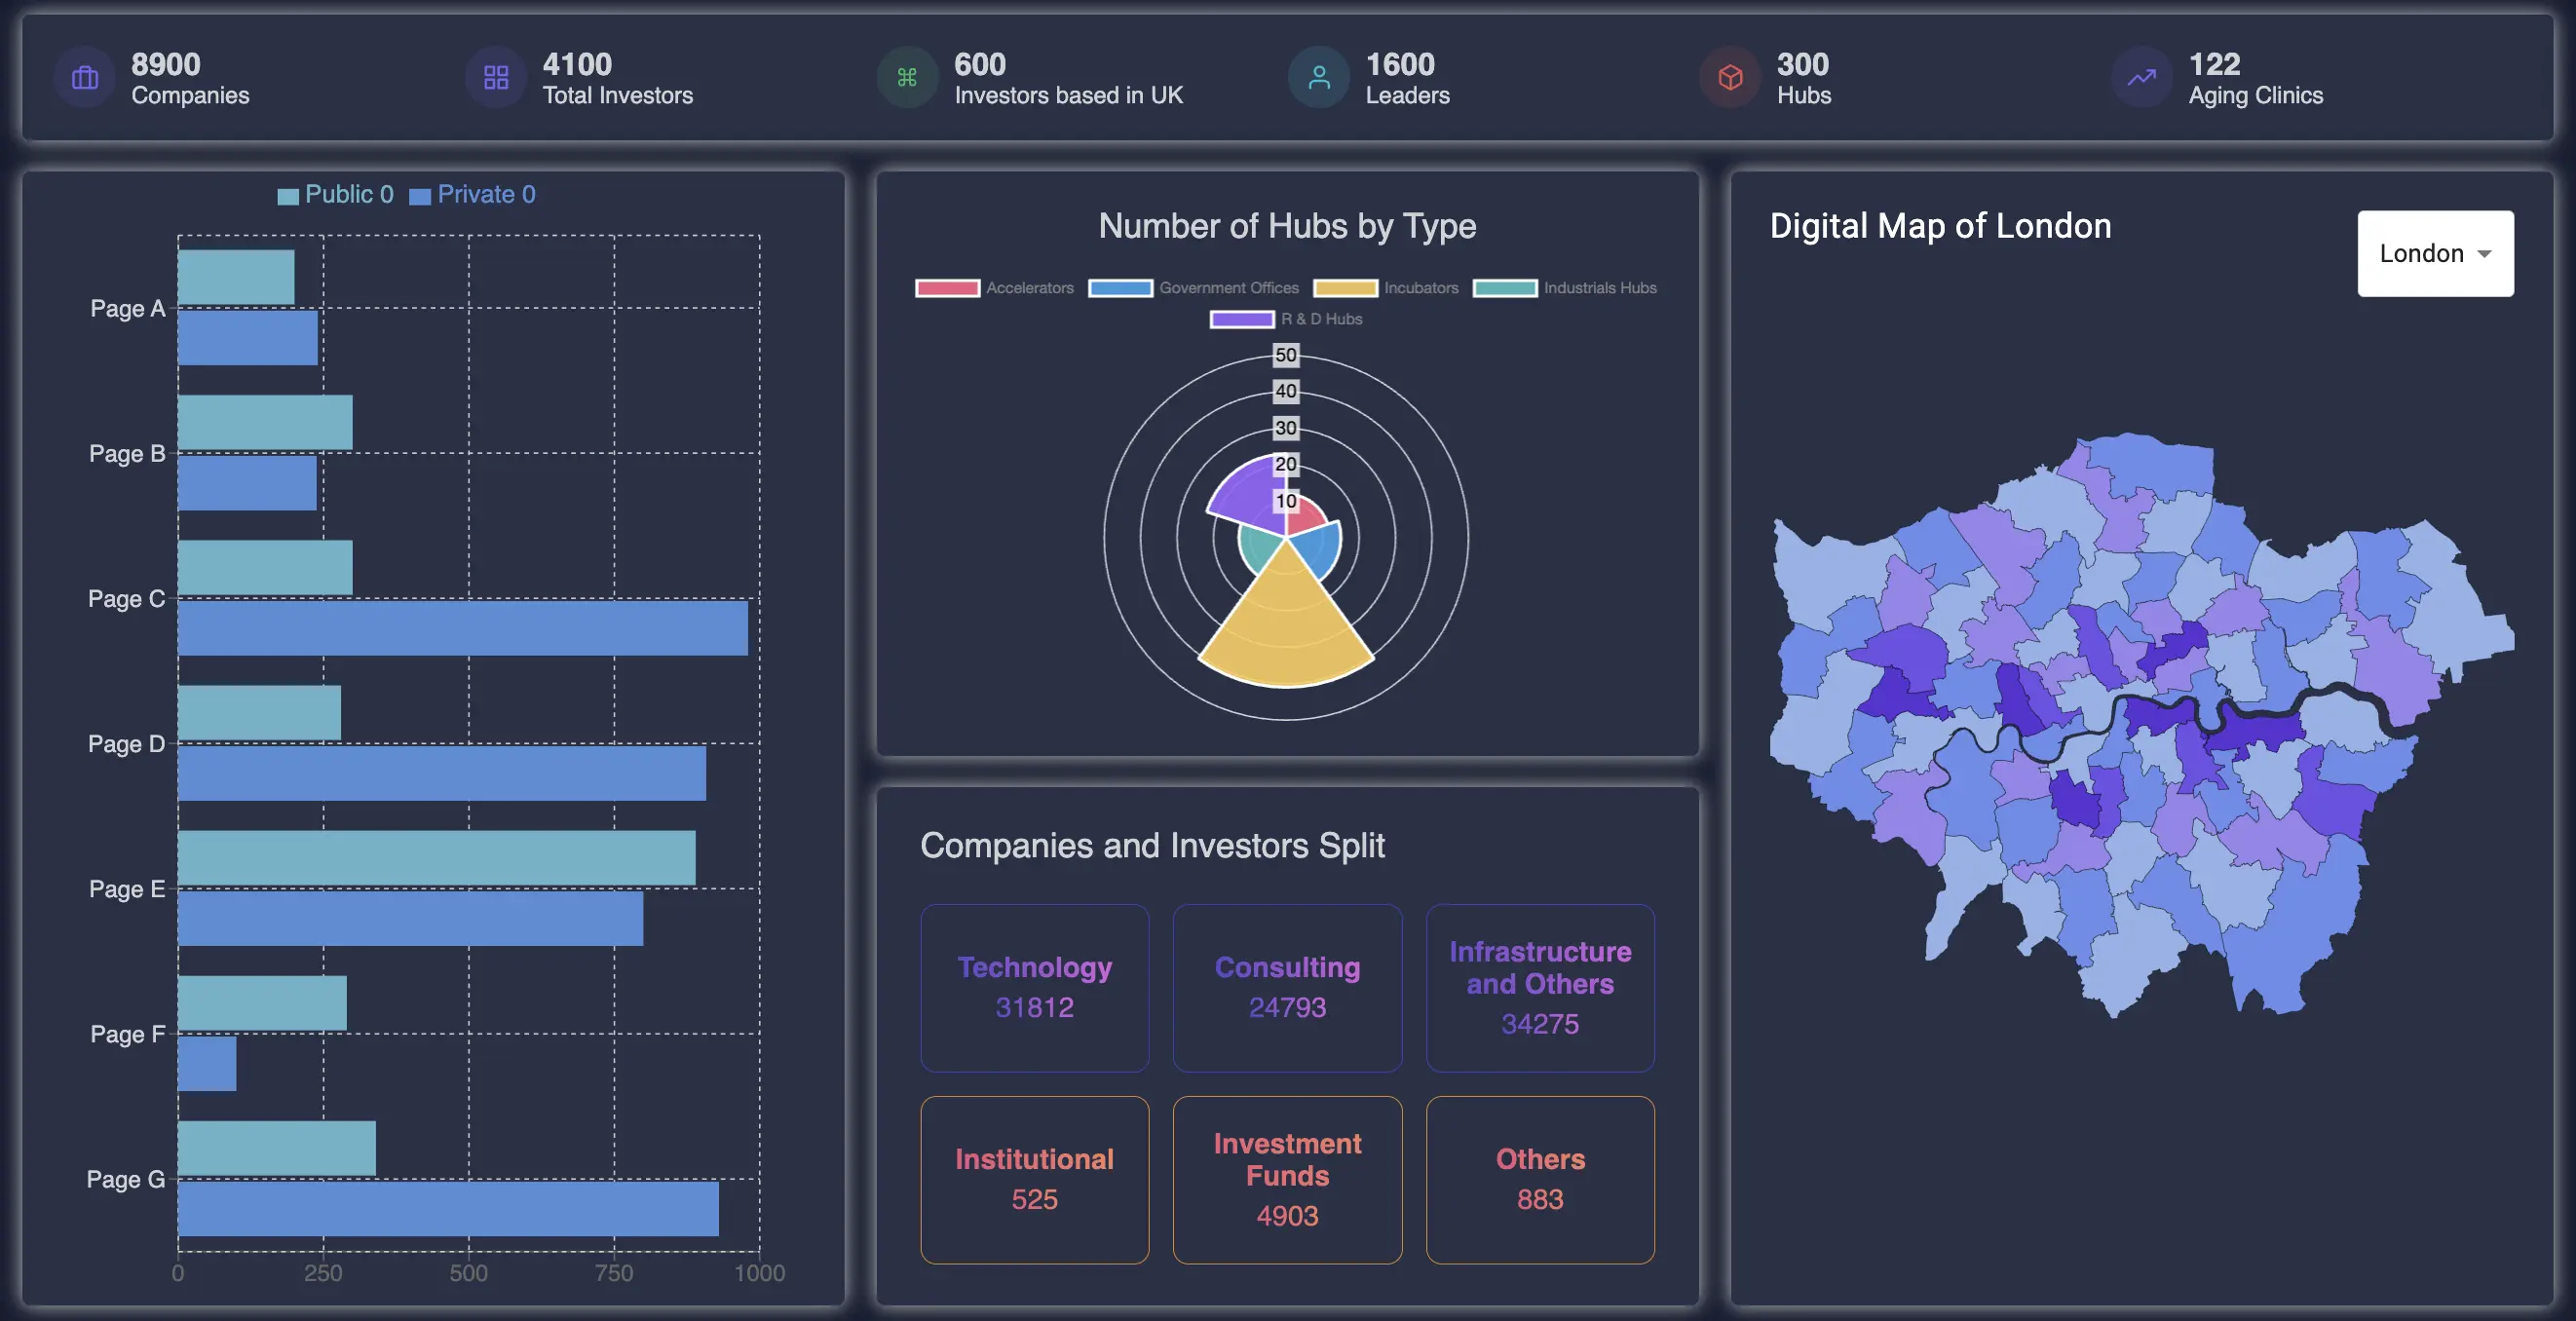 8900
Companies
4100
Total Investors
600
Investors based in UK
1600
Leaders
300
Hubs
122
Aging Clinics
Public 0 Private 0
Page A
Page B
Page C
Page D
Page E
Page F
Page G
0 250 500 750 1000
Number of Hubs by Type
Accelerators Government Offices Incubators Industrials Hubs
R & D Hubs
50
40
30
20
10
Companies and Investors Split
Technology
31812
Consulting
24793
Infrastructure
and Others
34275
Institutional
525
Investment
Funds
4903
Others
883
Digital Map of London
London